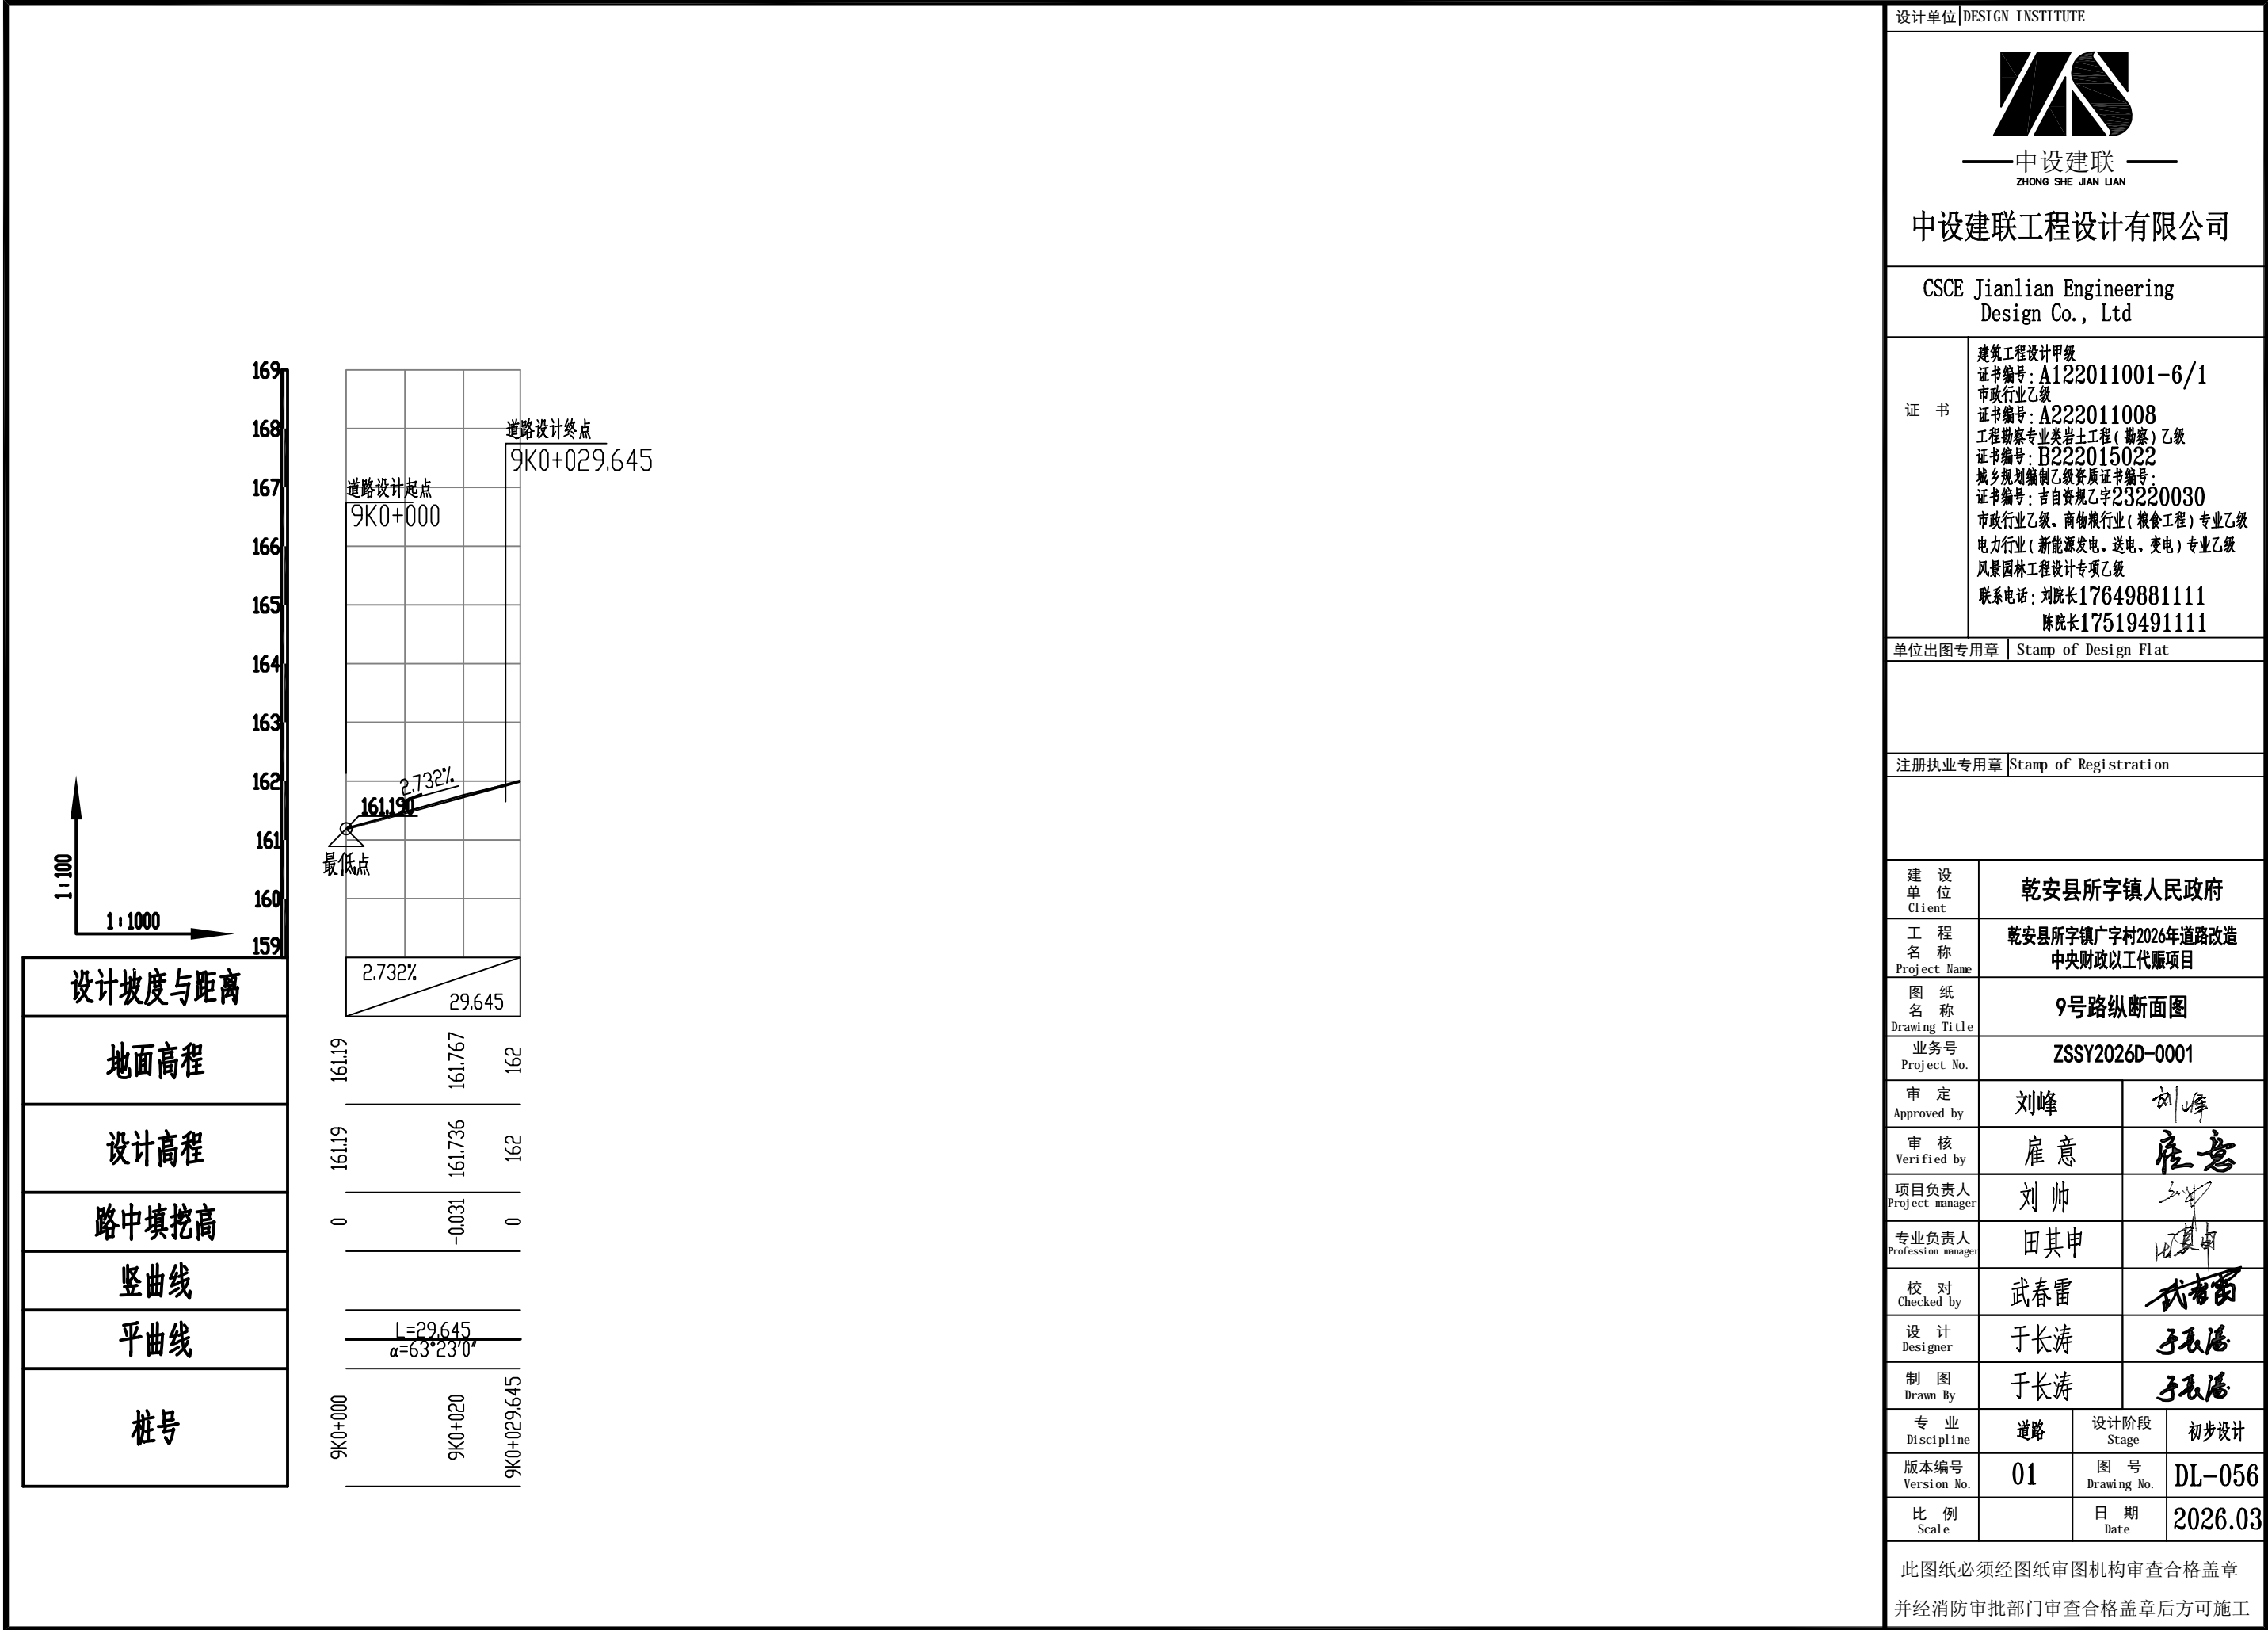 169
168
167
166
165
164
163
162
161
160
159
道路设计终点
9K0+029.645
道路设计起点
9K0+000
2.732%
161.190
最低点
1:100
1:1000
设计坡度与距离
2.732%
29.645
地面高程
161.19
161.767
162
设计高程
161.19
161.736
162
路中填挖高
0
-0.031
0
竖曲线
平曲线
L=29.645
α=63°23'0"
桩号
9K0+000
9K0+020
9K0+029.645
设计单位 DESIGN INSTITUTE
中设建联
ZHONG SHE JIAN LIAN
中设建联工程设计有限公司
CSCE Jianlian Engineering
Design Co., Ltd
证 书
建筑工程设计甲级
证书编号:A122011001-6/1
市政行业乙级
证书编号:A222011008
工程勘察专业类岩土工程(勘察)乙级
证书编号:B222015022
城乡规划编制乙级资质证书编号:
证书编号:吉自资规乙字23220030
市政行业乙级、商物粮行业(粮食工程)专业乙级
电力行业(新能源发电、送电、变电)专业乙级
风景园林工程设计专项乙级
联系电话:刘院长17649881111
陈院长17519491111
单位出图专用章 Stamp of Design Flat
注册执业专用章 Stamp of Registration
建 设
单 位
Client
乾安县所字镇人民政府
工 程
名 称
Project Name
乾安县所字镇广字村2026年道路改造
中央财政以工代赈项目
图 纸
名 称
Drawing Title
9号路纵断面图
业务号
Project No.
ZSSY2026D-0001
审 定
Approved by
刘峰
刘峰
审 核
Verified by
雇 意
雇意
项目负责人
Project manager
刘 帅
专业负责人
Profession manager
田其申
田其申
校 对
Checked by
武春雷
武春雷
设 计
Designer
于长涛
于长涛
制 图
Drawn By
于长涛
于长涛
专 业
Discipline
道路
设计阶段
Stage
初步设计
版本编号
Version No.
01
图 号
Drawing No.
DL-056
比 例
Scale
日 期
Date
2026.03
此图纸必须经图纸审图机构审查合格盖章
并经消防审批部门审查合格盖章后方可施工